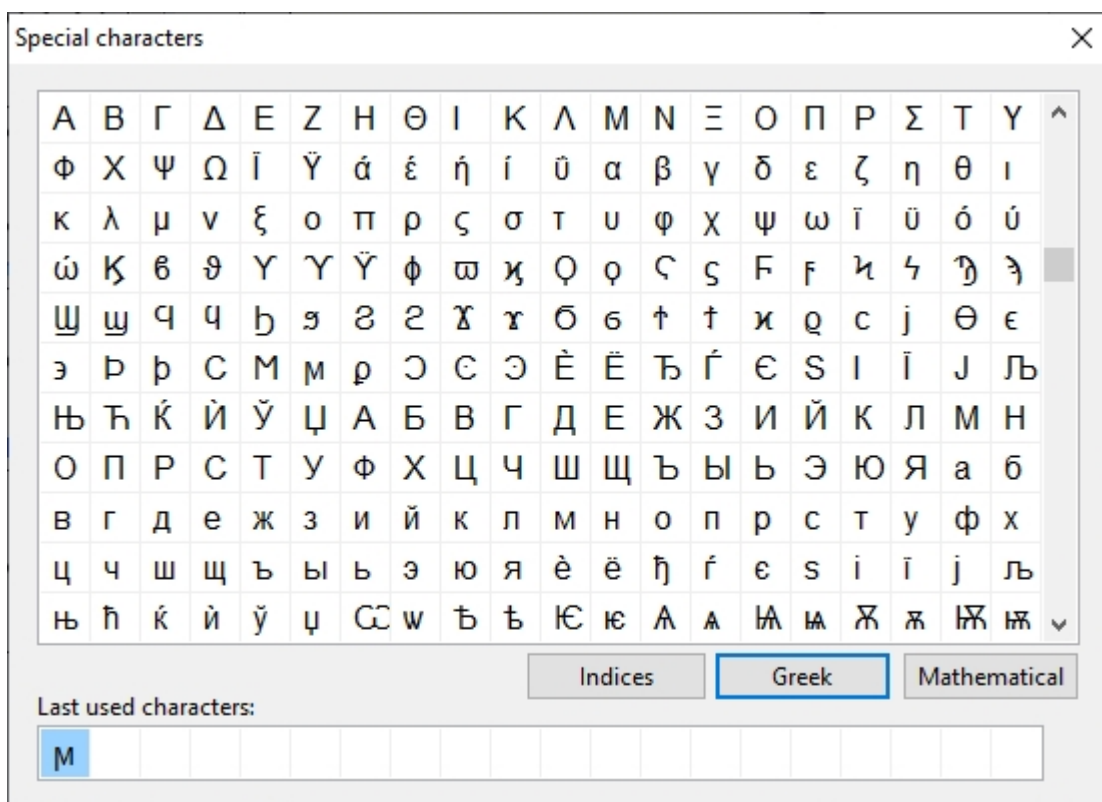 Special characters
Α Β Γ Δ Ε Ζ Η Θ Ι Κ Λ Μ Ν Ξ Ο Π Ρ Σ Τ Υ
Φ Χ Ψ Ω Ϊ Ϋ ά έ ή ί ΰ α β γ δ ε ζ η θ ι
κ λ μ ν ξ ο π ρ ς σ τ υ φ χ ψ ω ϊ ϋ ό ύ
ώ Ϗ ϐ ϑ ϒ ϓ ϔ ϕ ϖ ϗ Ϙ ϙ Ϛ ϛ Ϝ ϝ Ϟ ϟ Ϡ ϡ
Ϣ ϣ Ϥ ϥ Ϧ ϧ Ϩ ϩ Ϫ ϫ Ϭ ϭ Ϯ ϯ ϰ ϱ ϲ ϳ ϴ ϵ
϶ Ϸ ϸ Ϲ Ϻ ϻ ϼ Ͻ Ͼ Ͽ Ѐ Ё Ђ Ѓ Є Ѕ І Ї Ј Љ
Њ Ћ Ќ Ѝ Ў Џ А Б В Г Д Е Ж З И Й К Л М Н
О П Р С Т У Ф Х Ц Ч Ш Щ Ъ Ы Ь Э Ю Я а б
в г д е ж з и й к л м н о п р с т у ф х
ц ч ш щ ъ ы ь э ю я ѐ ё ђ ѓ є ѕ і ї ј љ
њ ћ ќ ѝ ў џ Ѡ ѡ Ѣ ѣ Ѥ ѥ Ѧ ѧ Ѩ ѩ Ѫ ѫ Ѭ ѭ
Indices Greek Mathematical
Last used characters:
ϻ